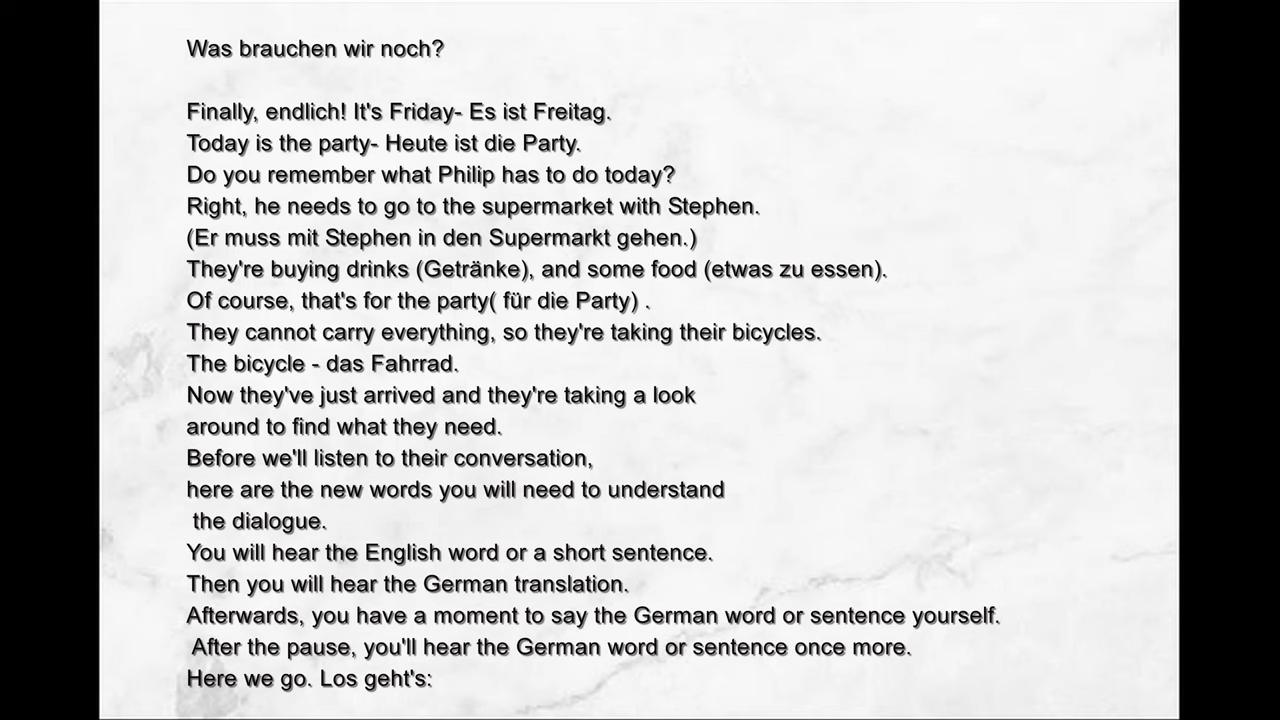 Was brauchen wir noch?
Finally, endlich! It's Friday- Es ist Freitag.
Today is the party- Heute ist die Party.
Do you remember what Philip has to do today?
Right, he needs to go to the supermarket with Stephen.
(Er muss mit Stephen in den Supermarkt gehen.)
They're buying drinks (Getränke), and some food (etwas zu essen).
Of course, that's for the party( für die Party) .
They cannot carry everything, so they're taking their bicycles.
The bicycle - das Fahrrad.
Now they've just arrived and they're taking a look
around to find what they need.
Before we'll listen to their conversation,
here are the new words you will need to understand
the dialogue.
You will hear the English word or a short sentence.
Then you will hear the German translation.
Afterwards, you have a moment to say the German word or sentence yourself.
After the pause, you'll hear the German word or sentence once more.
Here we go. Los geht's: